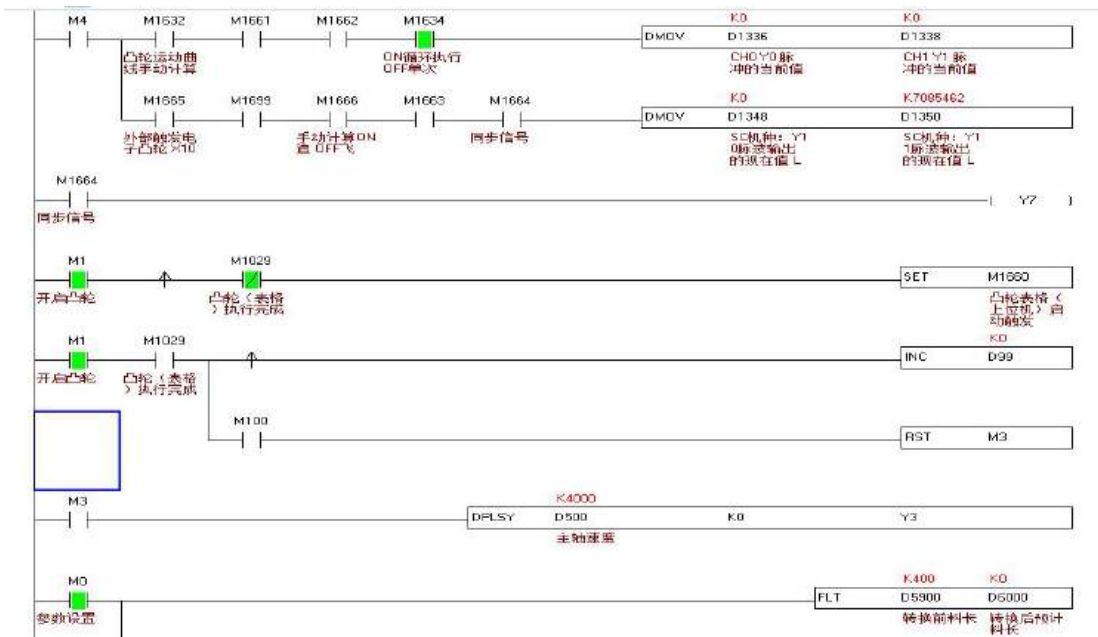 M4 M1632 M1661 M1662 M1634 K0 K0
DMOV D1336 D1338
凸轮运动曲 ON循环执行 CH0 Y0 脉 CH1 Y1 脉
线手动计算 OFF单次 冲的当前值 冲的当前值
M1665 M1699 M1666 M1663 M1664 K0 K7095462
DMOV D1348 D1350
外部触发电 手动计算ON 同步信号 SC机种：Y1 SC机种：Y1
子凸轮 X10 直 OFF飞 0脉波输出 1脉波输出
的现在值 L 的现在值 L
M1664
Y7
同步信号
M1 M1029
SET M1660
开启凸轮 凸轮（表格 凸轮表格（
）执行完成 上位机）启
动触发
M1 M1029 K0
INC D99
开启凸轮 凸轮（表格
）执行完成
M100
RST M3
M3 K4000
DPLSY D500 K0 Y3
主轴速度
M0 K400 K0
FLT D5900 D6000
参数设置 转换前料长 转换后预计
料长